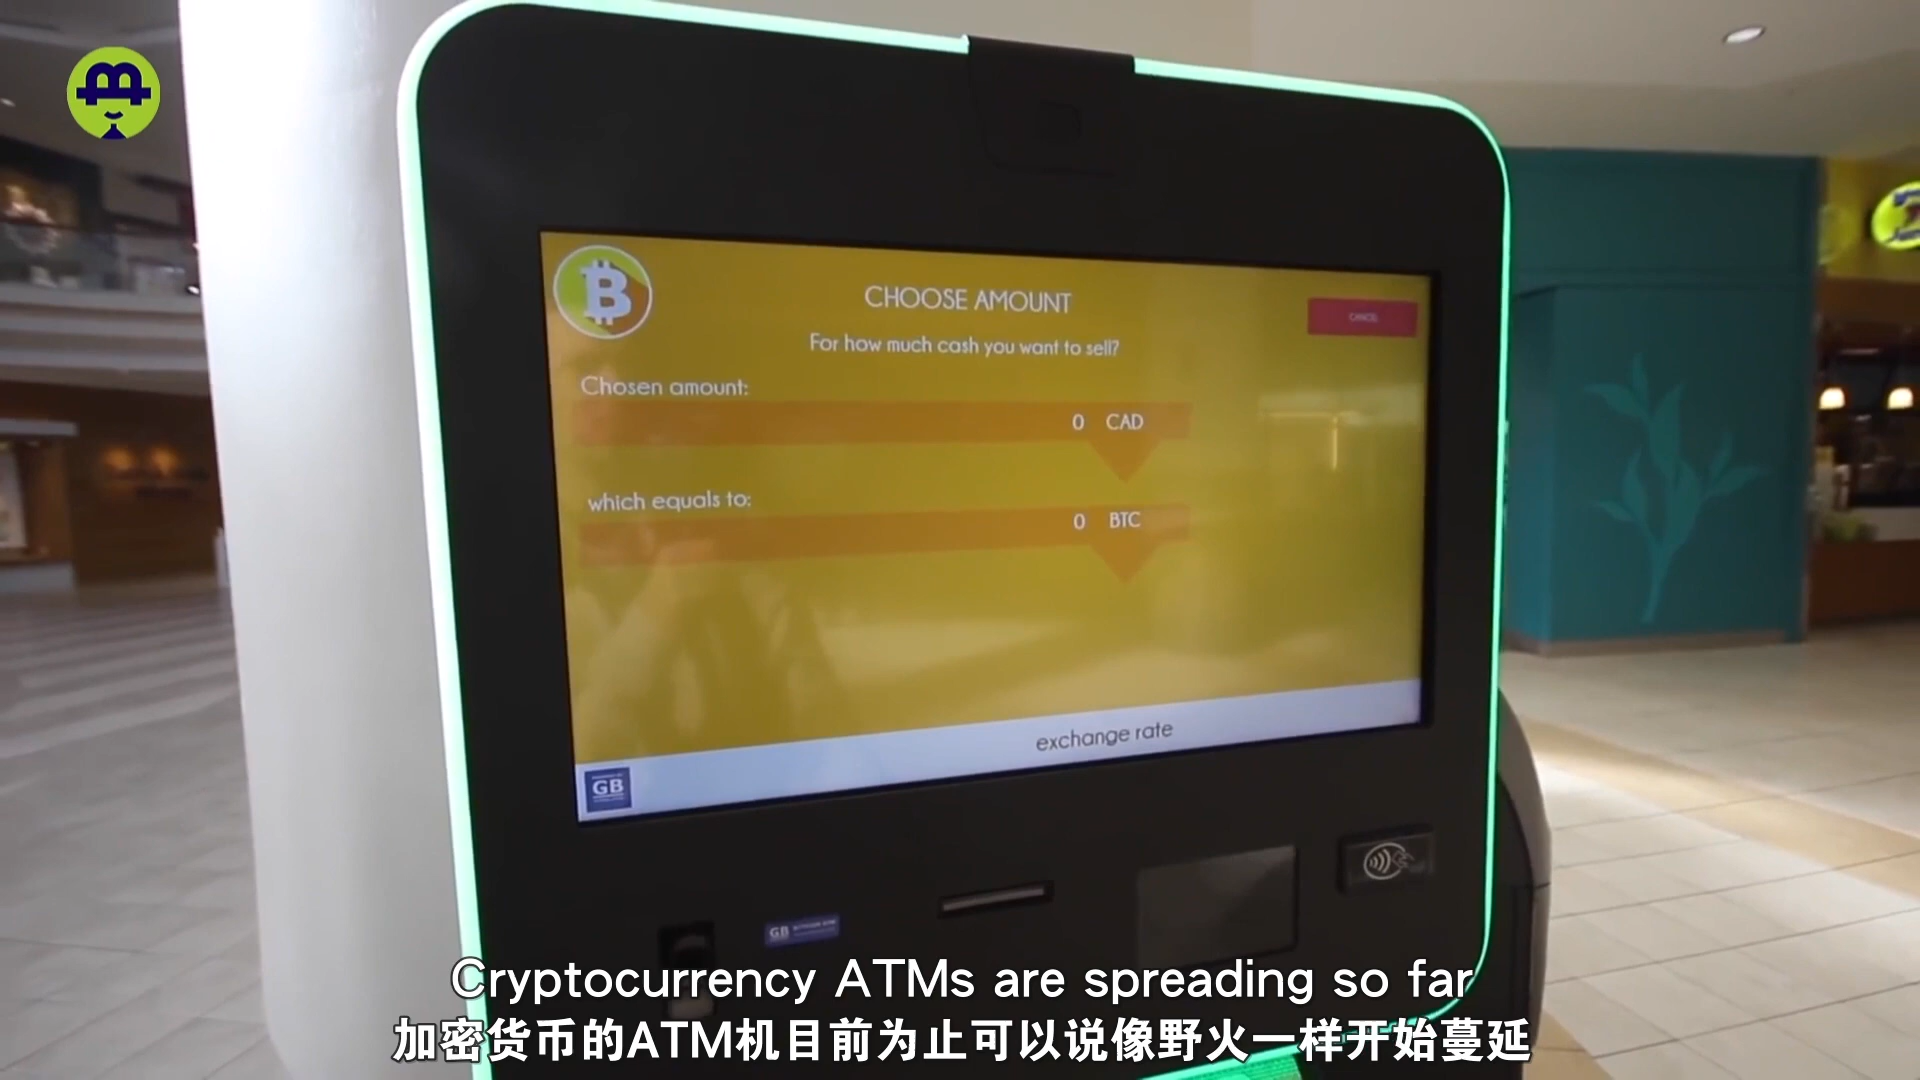 CHOOSE AMOUNT
CANCEL
For how much cash you want to sell?
Chosen amount:
0 CAD
which equals to:
0 BTC
exchange rate
GB
GB
Cryptocurrency ATMs are spreading so far
加密货币的ATM机目前为止可以说像野火一样开始蔓延